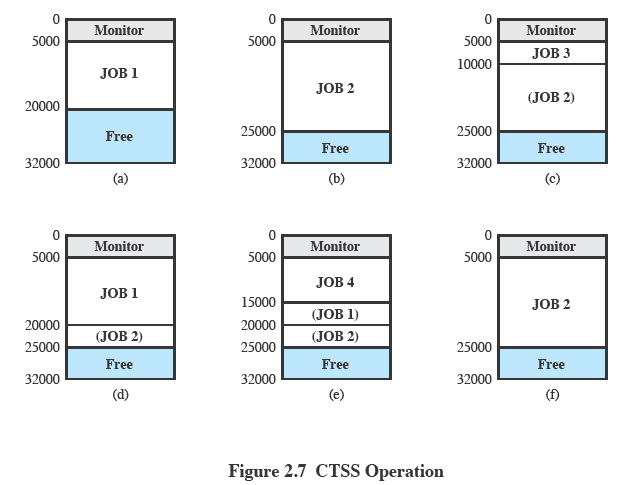 0
Monitor
5000
JOB 1
20000
Free
32000
(a)
0
Monitor
5000
JOB 2
25000
Free
32000
(b)
0
Monitor
5000
JOB 3
10000
(JOB 2)
25000
Free
32000
(c)
0
Monitor
5000
JOB 1
20000
(JOB 2)
25000
Free
32000
(d)
0
Monitor
5000
JOB 4
15000
(JOB 1)
20000
(JOB 2)
25000
Free
32000
(e)
0
Monitor
5000
JOB 2
25000
Free
32000
(f)
Figure 2.7 CTSS Operation